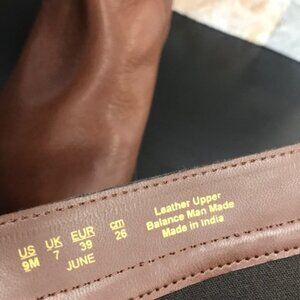 US UK EUR cm
9M 7 39 26
JUNE
Leather Upper
Balance Man Made
Made in India